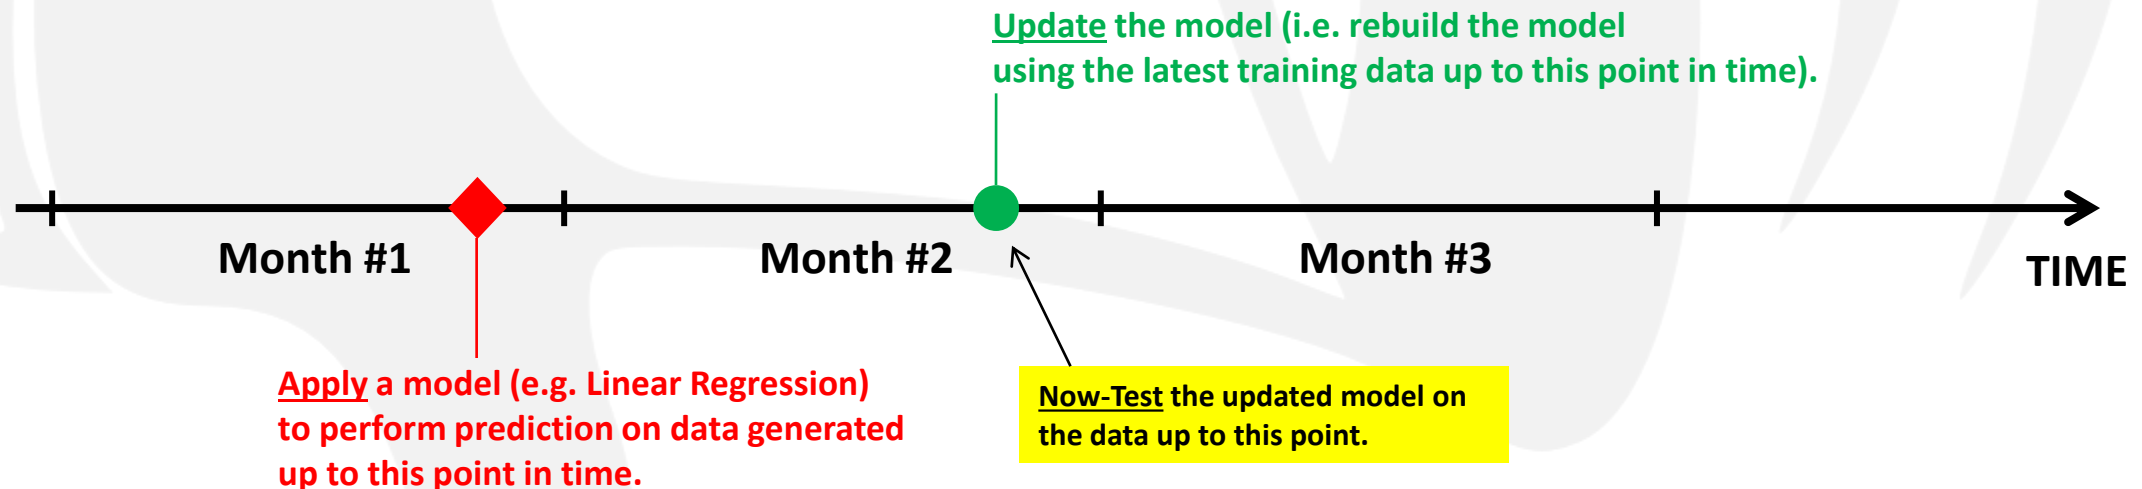 Update the model (i.e. rebuild the model
using the latest training data up to this point in time).
Month #1
Month #2
Month #3
TIME
Apply a model (e.g. Linear Regression)
to perform prediction on data generated
up to this point in time.
Now-Test the updated model on
the data up to this point.